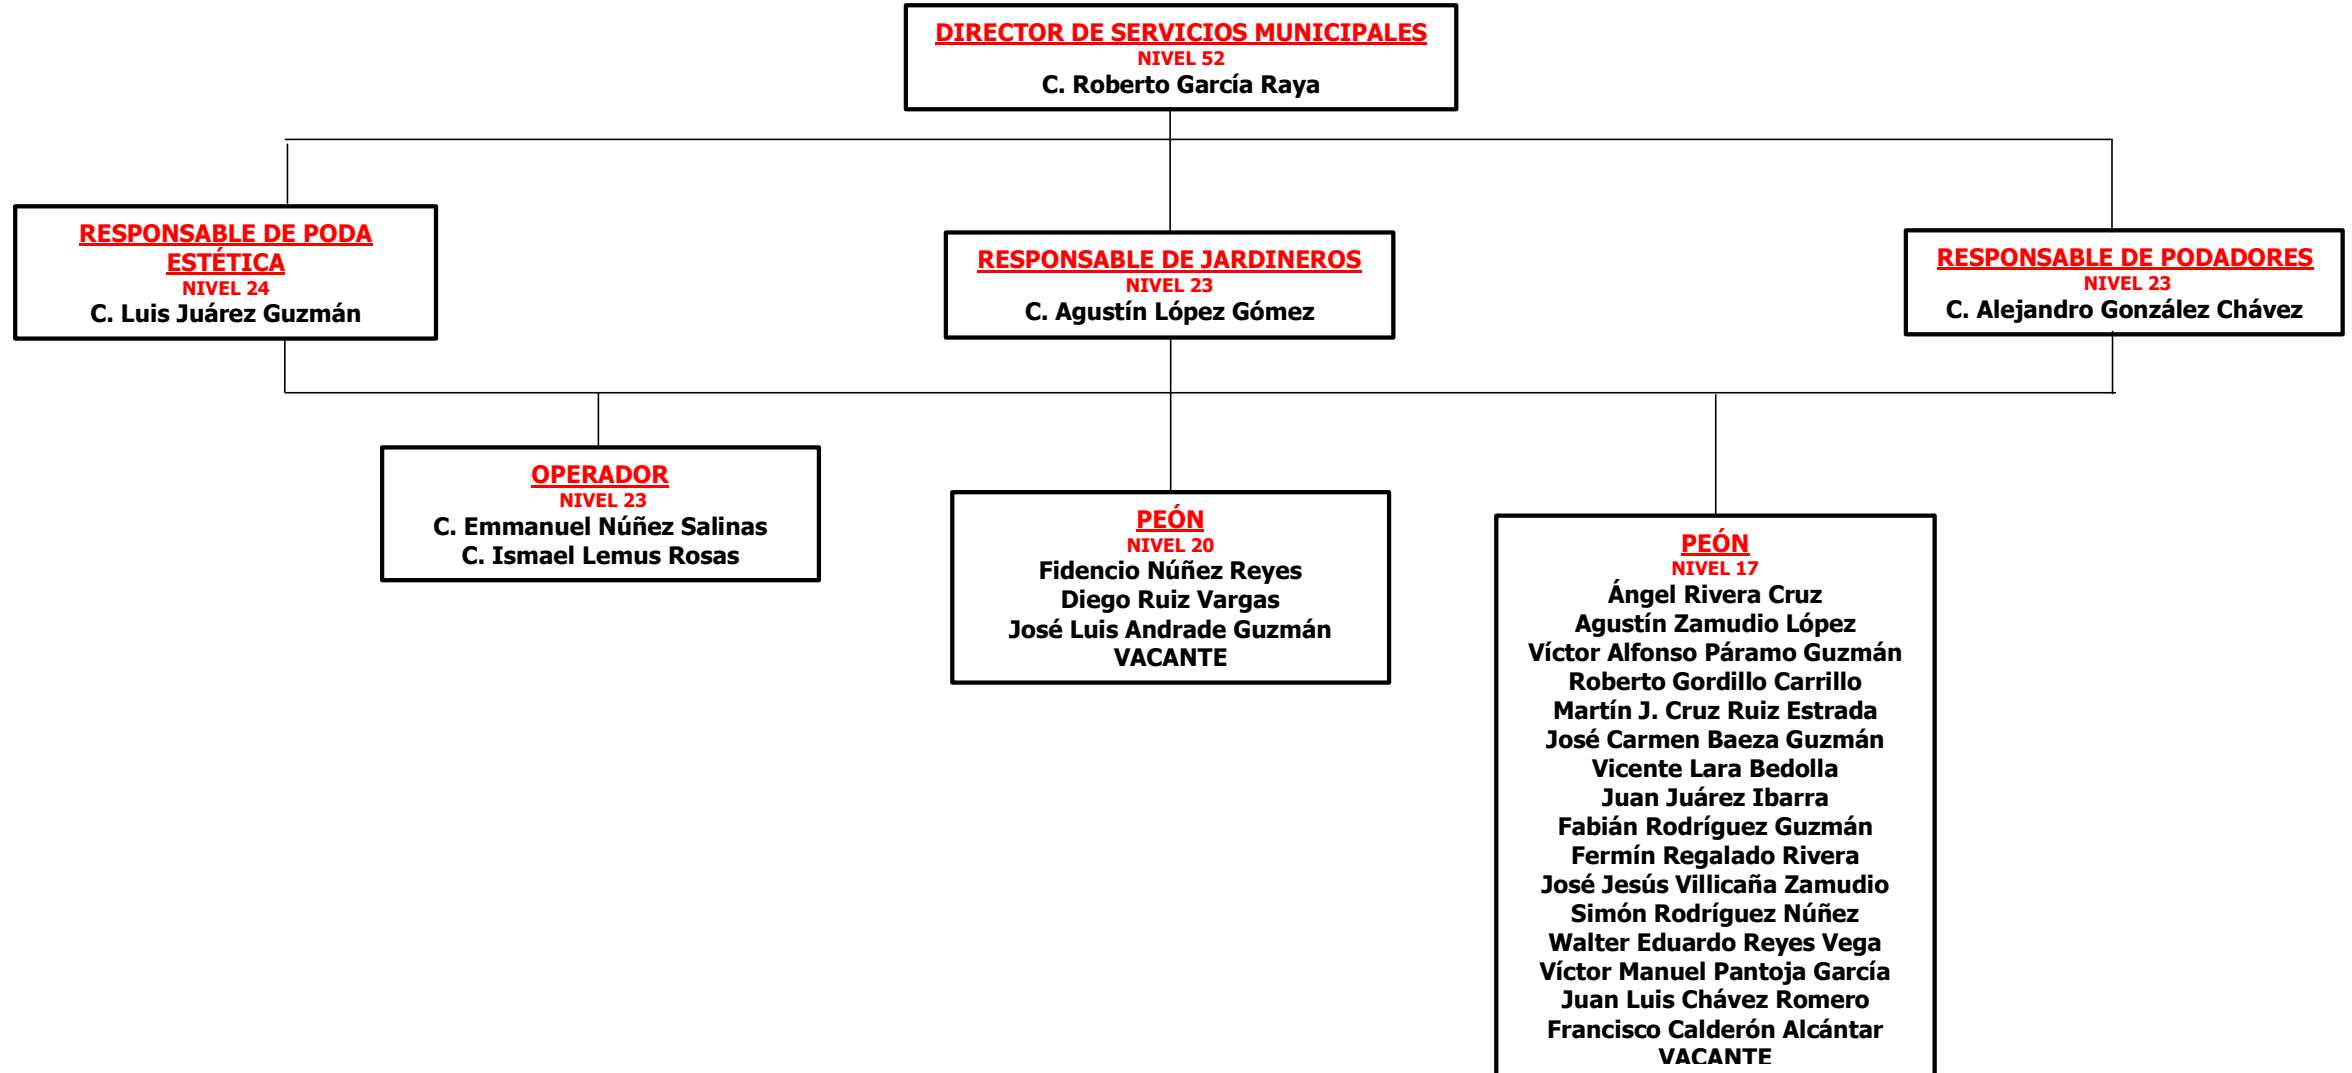 DIRECTOR DE SERVICIOS MUNICIPALES
NIVEL 52
C. Roberto García Raya
RESPONSABLE DE PODA
ESTÉTICA
NIVEL 24
C. Luis Juárez Guzmán
RESPONSABLE DE JARDINEROS
NIVEL 23
C. Agustín López Gómez
RESPONSABLE DE PODADORES
NIVEL 23
C. Alejandro González Chávez
OPERADOR
NIVEL 23
C. Emmanuel Núñez Salinas
C. Ismael Lemus Rosas
PEÓN
NIVEL 20
Fidencio Núñez Reyes
Diego Ruiz Vargas
José Luis Andrade Guzmán
VACANTE
PEÓN
NIVEL 17
Ángel Rivera Cruz
Agustín Zamudio López
Víctor Alfonso Páramo Guzmán
Roberto Gordillo Carrillo
Martín J. Cruz Ruiz Estrada
José Carmen Baeza Guzmán
Vicente Lara Bedolla
Juan Juárez Ibarra
Fabián Rodríguez Guzmán
Fermín Regalado Rivera
José Jesús Villicaña Zamudio
Simón Rodríguez Núñez
Walter Eduardo Reyes Vega
Víctor Manuel Pantoja García
Juan Luis Chávez Romero
Francisco Calderón Alcántar
VACANTE